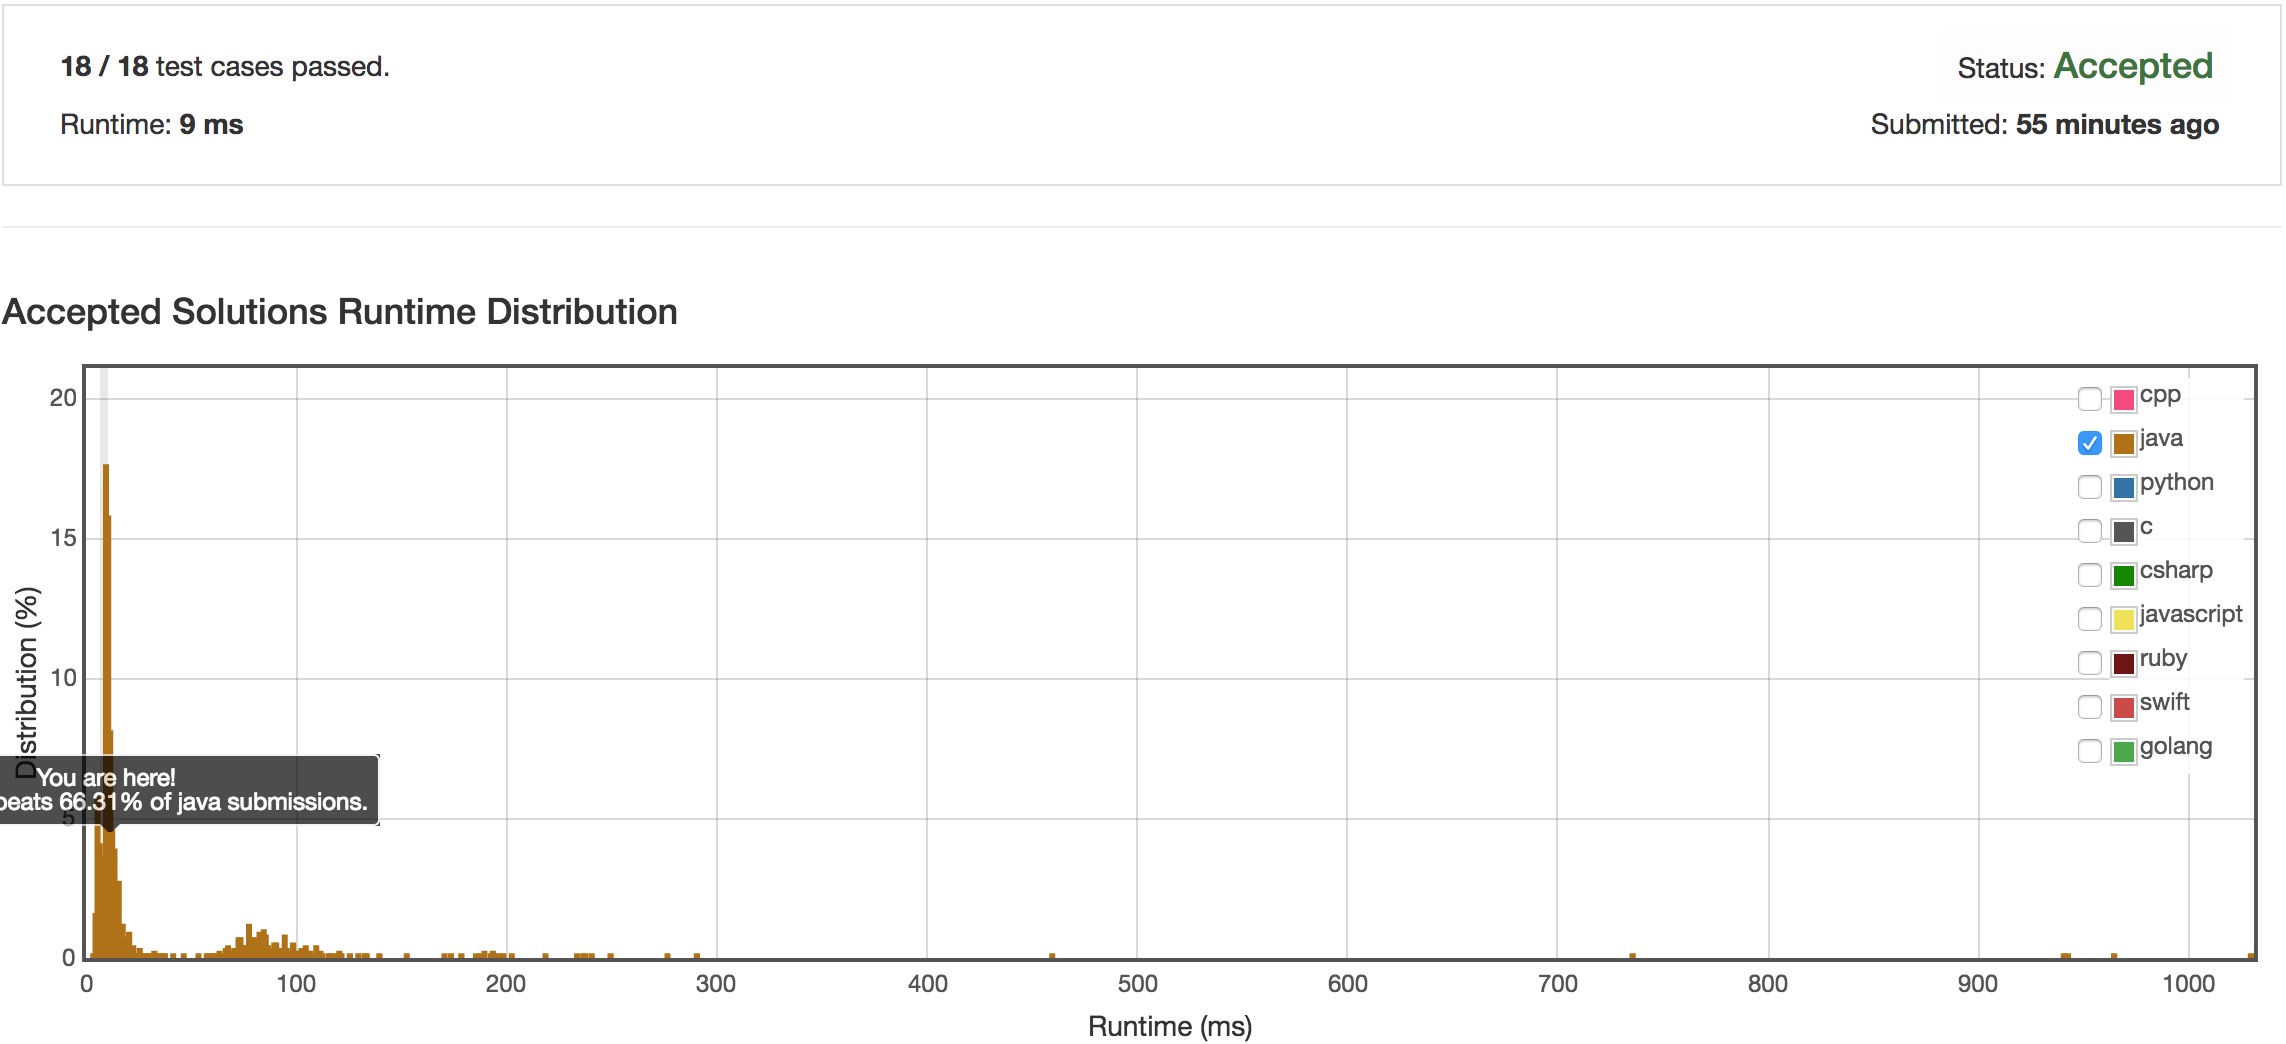 18 / 18 test cases passed.
Status: Accepted
Runtime: 9 ms
Submitted: 55 minutes ago
Accepted Solutions Runtime Distribution
20
15
10
5
0
Distribution (%)
You are here!
beats 66.31% of java submissions.
cpp
java
python
c
csharp
javascript
ruby
swift
golang
0 100 200 300 400 500 600 700 800 900 1000
Runtime (ms)